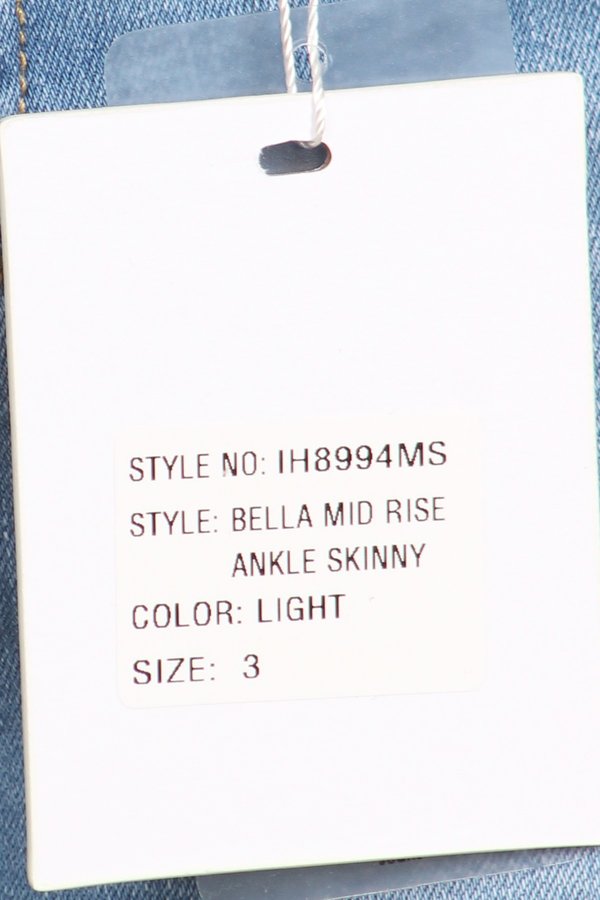 STYLE NO: IH8994MS
STYLE: BELLA MID RISE
ANKLE SKINNY
COLOR: LIGHT
SIZE: 3